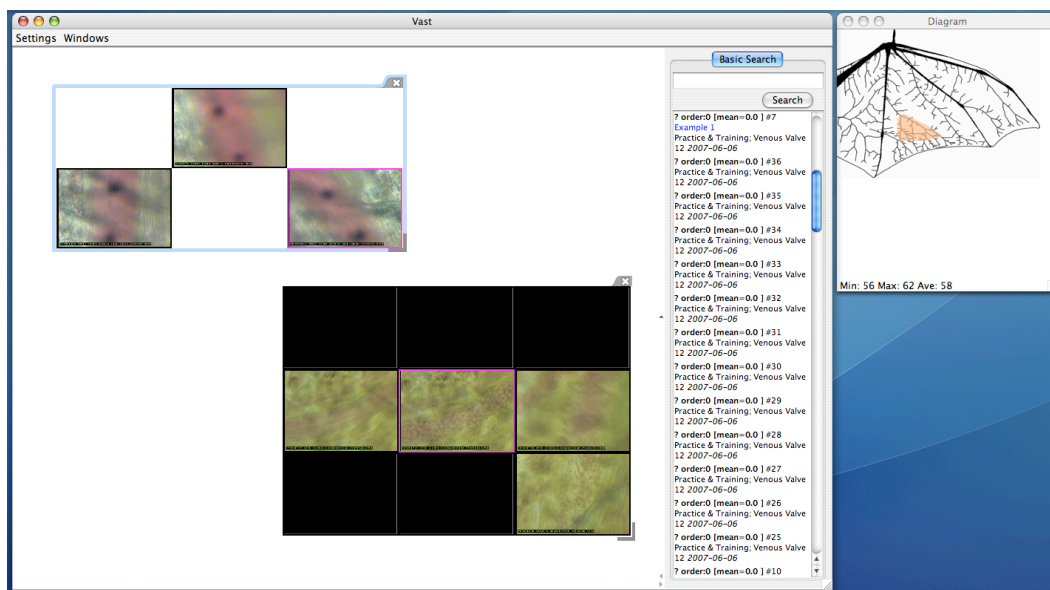 Vast
Settings Windows
Basic Search
Search
? order:0 [mean=0.0 ] #7
Example 1
Practice & Training; Venous Valve
12 2007-06-06
? order:0 [mean=0.0 ] #36
Practice & Training; Venous Valve
12 2007-06-06
? order:0 [mean=0.0 ] #35
Practice & Training; Venous Valve
12 2007-06-06
? order:0 [mean=0.0 ] #34
Practice & Training; Venous Valve
12 2007-06-06
? order:0 [mean=0.0 ] #33
Practice & Training; Venous Valve
12 2007-06-06
? order:0 [mean=0.0 ] #32
Practice & Training; Venous Valve
12 2007-06-06
? order:0 [mean=0.0 ] #31
Practice & Training; Venous Valve
12 2007-06-06
? order:0 [mean=0.0 ] #30
Practice & Training; Venous Valve
12 2007-06-06
? order:0 [mean=0.0 ] #29
Practice & Training; Venous Valve
12 2007-06-06
? order:0 [mean=0.0 ] #28
Practice & Training; Venous Valve
12 2007-06-06
? order:0 [mean=0.0 ] #27
Practice & Training; Venous Valve
12 2007-06-06
? order:0 [mean=0.0 ] #26
Practice & Training; Venous Valve
12 2007-06-06
? order:0 [mean=0.0 ] #25
Practice & Training; Venous Valve
12 2007-06-06
? order:0 [mean=0.0 ] #10
Diagram
Min: 56 Max: 62 Ave: 58